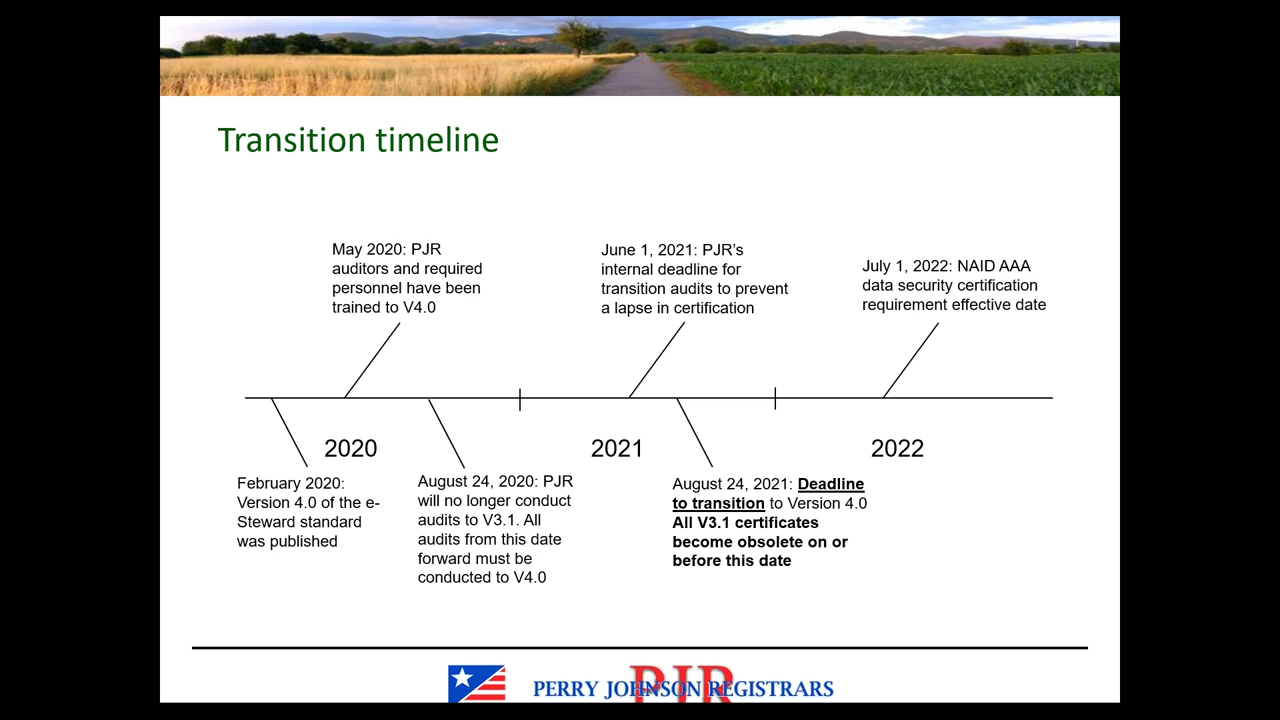 Transition timeline
May 2020: PJR
auditors and required
personnel have been
trained to V4.0
June 1, 2021: PJR's
internal deadline for
transition audits to prevent
a lapse in certification
July 1, 2022: NAID AAA
data security certification
requirement effective date
2020
2021
2022
February 2020:
Version 4.0 of the e-
Steward standard
was published
August 24, 2020: PJR
will no longer conduct
audits to V3.1. All
audits from this date
forward must be
conducted to V4.0
August 24, 2021: Deadline
to transition to Version 4.0
All V3.1 certificates
become obsolete on or
before this date
PJR
PERRY JOHNSON REGISTRARS